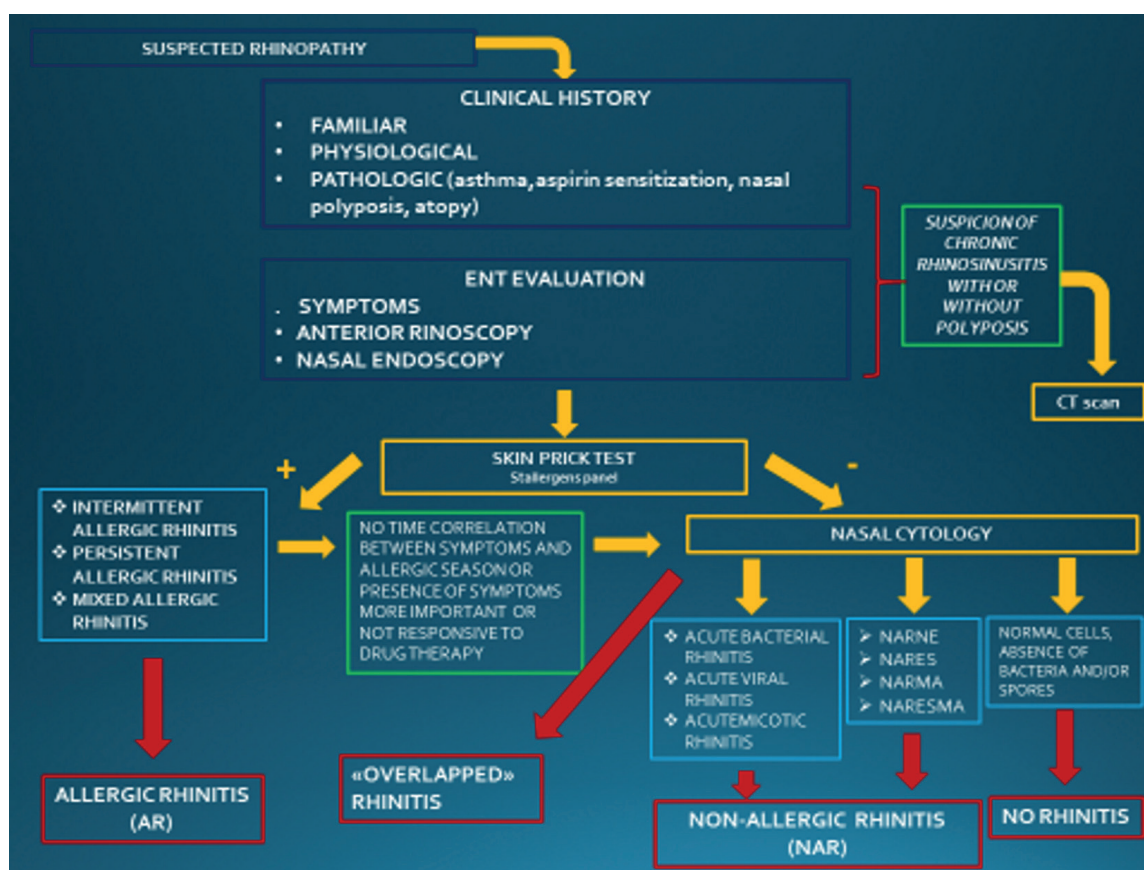 SUSPECTED RHINOPATHY
CLINICAL HISTORY
• FAMILIAR
• PHYSIOLOGICAL
• PATHOLOGIC (asthma,aspirin sensitization, nasal
polyposis, atopy)
SUSPICION OF
CHRONIC
RHINOSINUSITIS
WITH OR
WITHOUT
POLYPOSIS
ENT EVALUATION
. SYMPTOMS
• ANTERIOR RINOSCOPY
• NASAL ENDOSCOPY
CT scan
SKIN PRICK TEST
Stallergens panel
+
-
❖ INTERMITTENT
ALLERGIC RHINITIS
❖ PERSISTENT
ALLERGIC RHINITIS
❖ MIXED ALLERGIC
RHINITIS
NO TIME CORRELATION
BETWEEN SYMPTOMS AND
ALLERGIC SEASON OR
PRESENCE OF SYMPTOMS
MORE IMPORTANT OR
NOT RESPONSIVE TO
DRUG THERAPY
NASAL CYTOLOGY
❖ ACUTE BACTERIAL
RHINITIS
❖ ACUTE VIRAL
RHINITIS
❖ ACUTEMICOTIC
RHINITIS
➢ NARNE
➢ NARES
➢ NARMA
➢ NARESMA
NORMAL CELLS,
ABSENCE OF
BACTERIA AND/OR
SPORES
ALLERGIC RHINITIS
(AR)
«OVERLAPPED»
RHINITIS
NON-ALLERGIC RHINITIS
(NAR)
NO RHINITIS